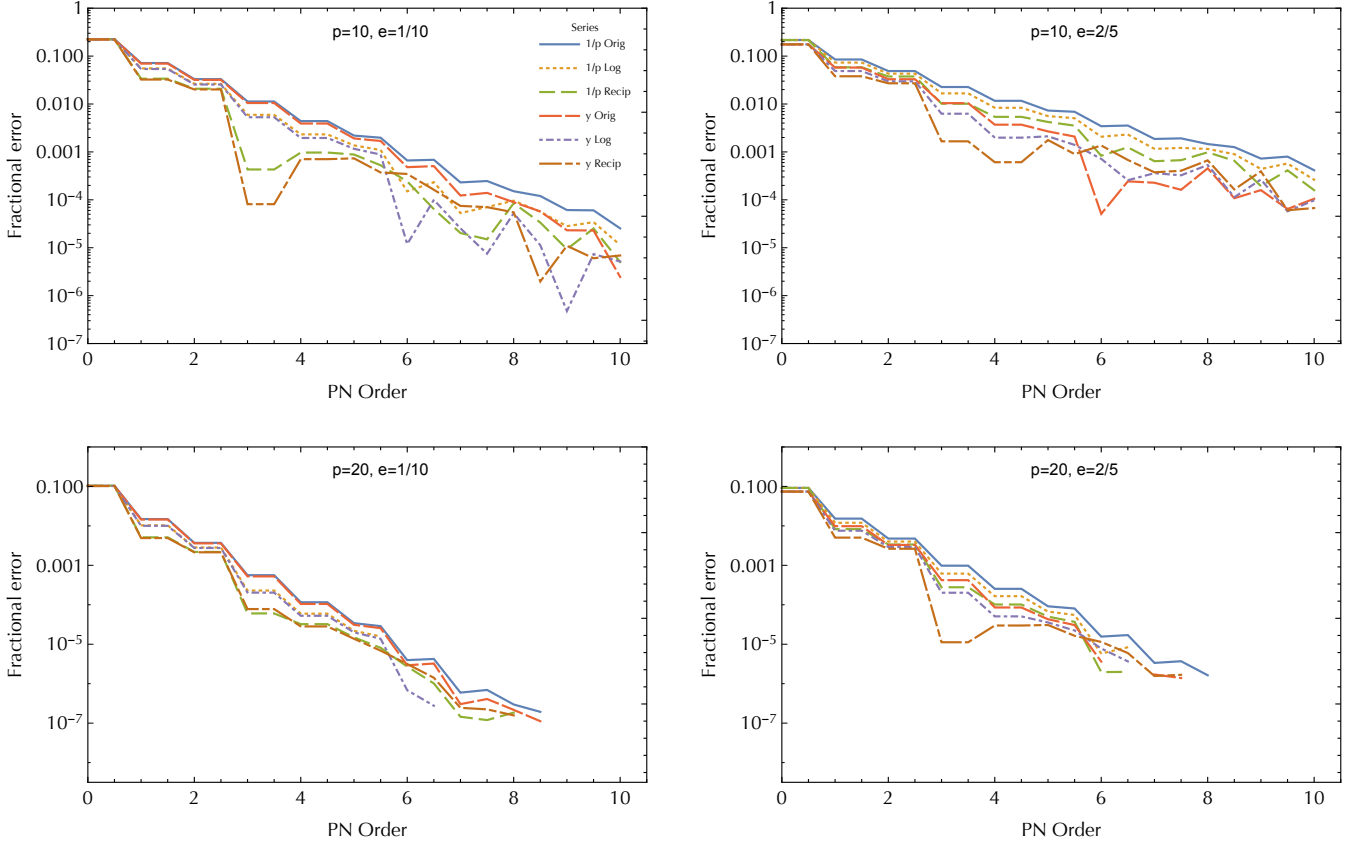 p=10, e=1/10
Series
1/p Orig
1/p Log
1/p Recip
y Orig
y Log
y Recip
Fractional error
1
0.100
0.010
0.001
10⁻⁴
10⁻⁵
10⁻⁶
10⁻⁷
0 2 4 6 8 10
PN Order
p=10, e=2/5
Fractional error
1
0.100
0.010
0.001
10⁻⁴
10⁻⁵
10⁻⁶
10⁻⁷
0 2 4 6 8 10
PN Order
p=20, e=1/10
Fractional error
0.100
0.001
10⁻⁵
10⁻⁷
0 2 4 6 8 10
PN Order
p=20, e=2/5
Fractional error
0.100
0.001
10⁻⁵
10⁻⁷
0 2 4 6 8 10
PN Order